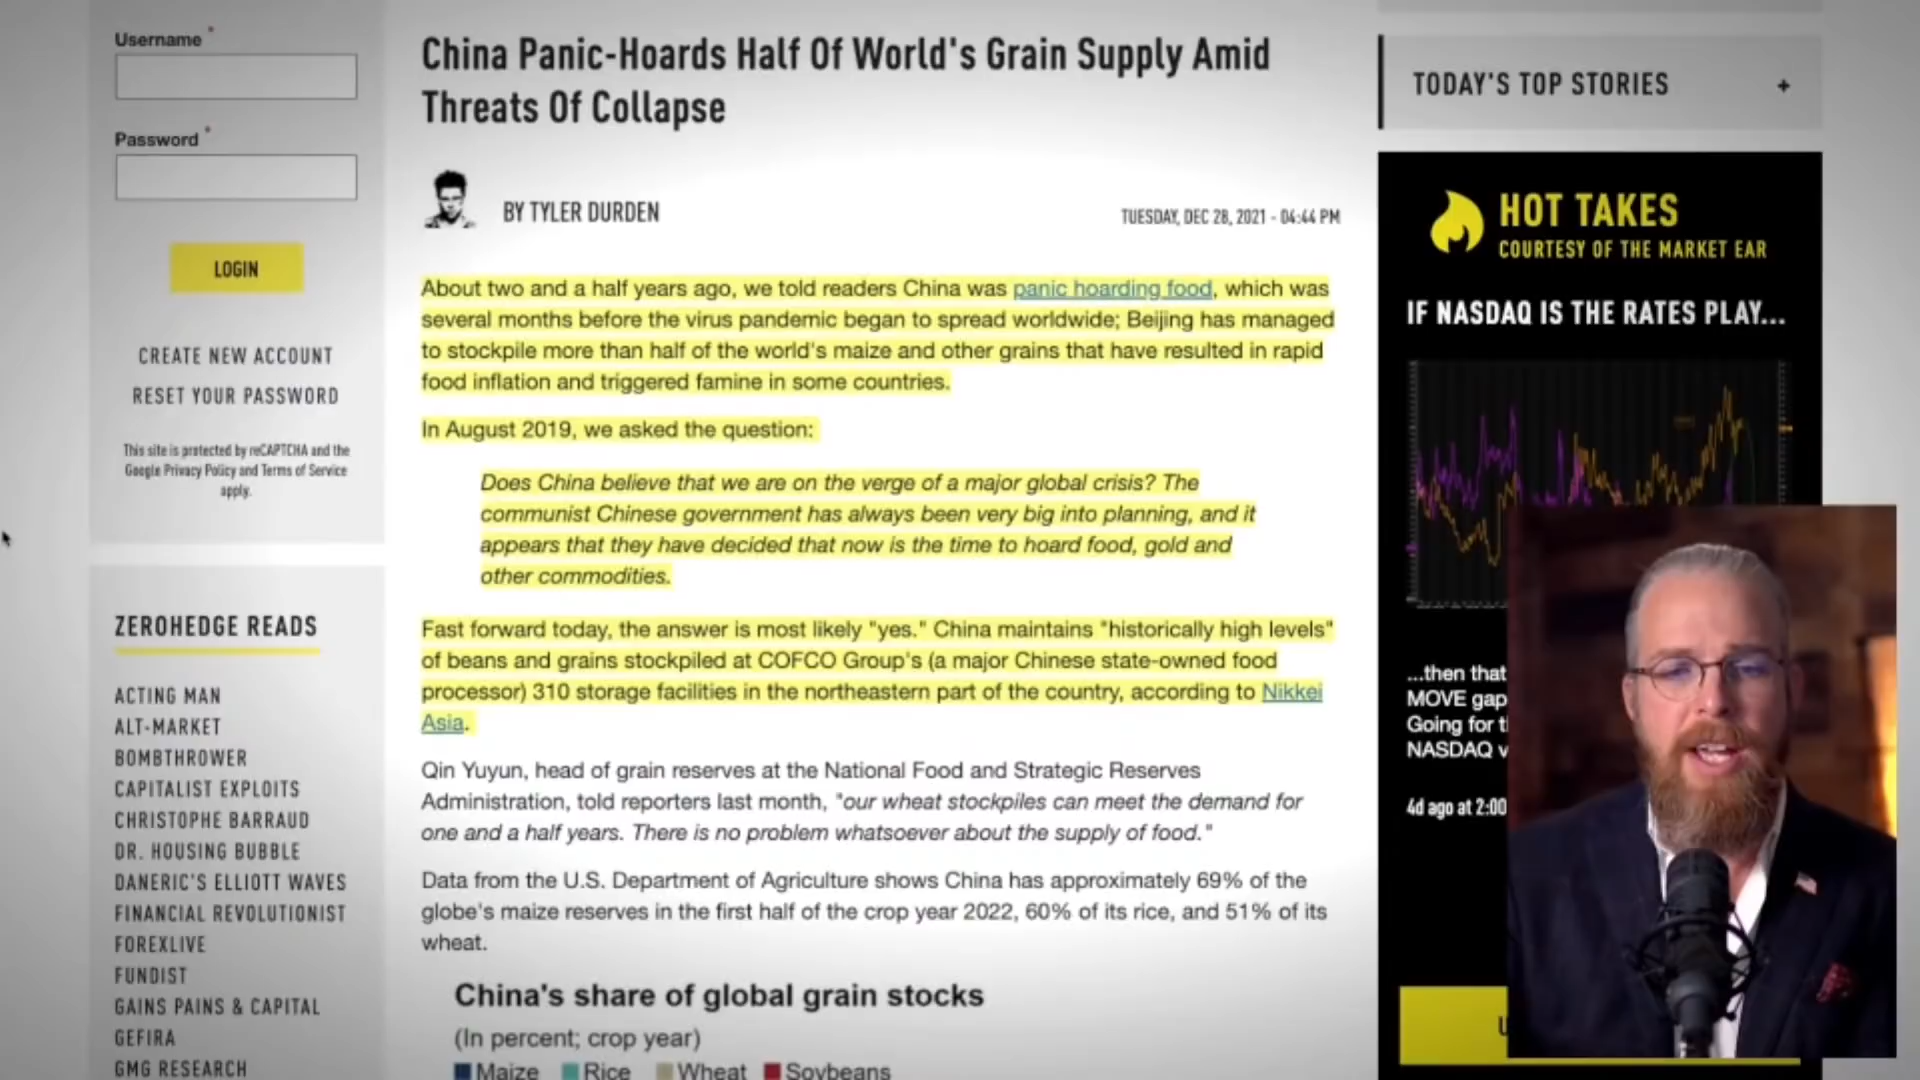 Username *
Password *
LOGIN
CREATE NEW ACCOUNT
RESET YOUR PASSWORD
This site is protected by reCAPTCHA and the
Google Privacy Policy and Terms of Service
apply.
ZEROHEDGE READS
ACTING MAN
ALT-MARKET
BOMBTHROWER
CAPITALIST EXPLOITS
CHRISTOPHE BARRAUD
DR. HOUSING BUBBLE
DANERIC'S ELLIOTT WAVES
FINANCIAL REVOLUTIONIST
FOREXLIVE
FUNDIST
GAINS PAINS & CAPITAL
GEFIRA
GMG RESEARCH
China Panic-Hoards Half Of World's Grain Supply Amid
Threats Of Collapse
BY TYLER DURDEN
TUESDAY, DEC 28, 2021 - 04:44 PM
About two and a half years ago, we told readers China was panic hoarding food, which was
several months before the virus pandemic began to spread worldwide; Beijing has managed
to stockpile more than half of the world's maize and other grains that have resulted in rapid
food inflation and triggered famine in some countries.
In August 2019, we asked the question:
Does China believe that we are on the verge of a major global crisis? The
communist Chinese government has always been very big into planning, and it
appears that they have decided that now is the time to hoard food, gold and
other commodities.
Fast forward today, the answer is most likely "yes." China maintains "historically high levels"
of beans and grains stockpiled at COFCO Group's (a major Chinese state-owned food
processor) 310 storage facilities in the northeastern part of the country, according to Nikkei
Asia.
Qin Yuyun, head of grain reserves at the National Food and Strategic Reserves
Administration, told reporters last month, "our wheat stockpiles can meet the demand for
one and a half years. There is no problem whatsoever about the supply of food."
Data from the U.S. Department of Agriculture shows China has approximately 69% of the
globe's maize reserves in the first half of the crop year 2022, 60% of its rice, and 51% of its
wheat.
China's share of global grain stocks
(In percent; crop year)
Maize Rice Wheat Soybeans
TODAY'S TOP STORIES +
HOT TAKES
COURTESY OF THE MARKET EAR
IF NASDAQ IS THE RATES PLAY...
...then that
MOVE gap
Going for
NASDAQ
4d ago at 2:00